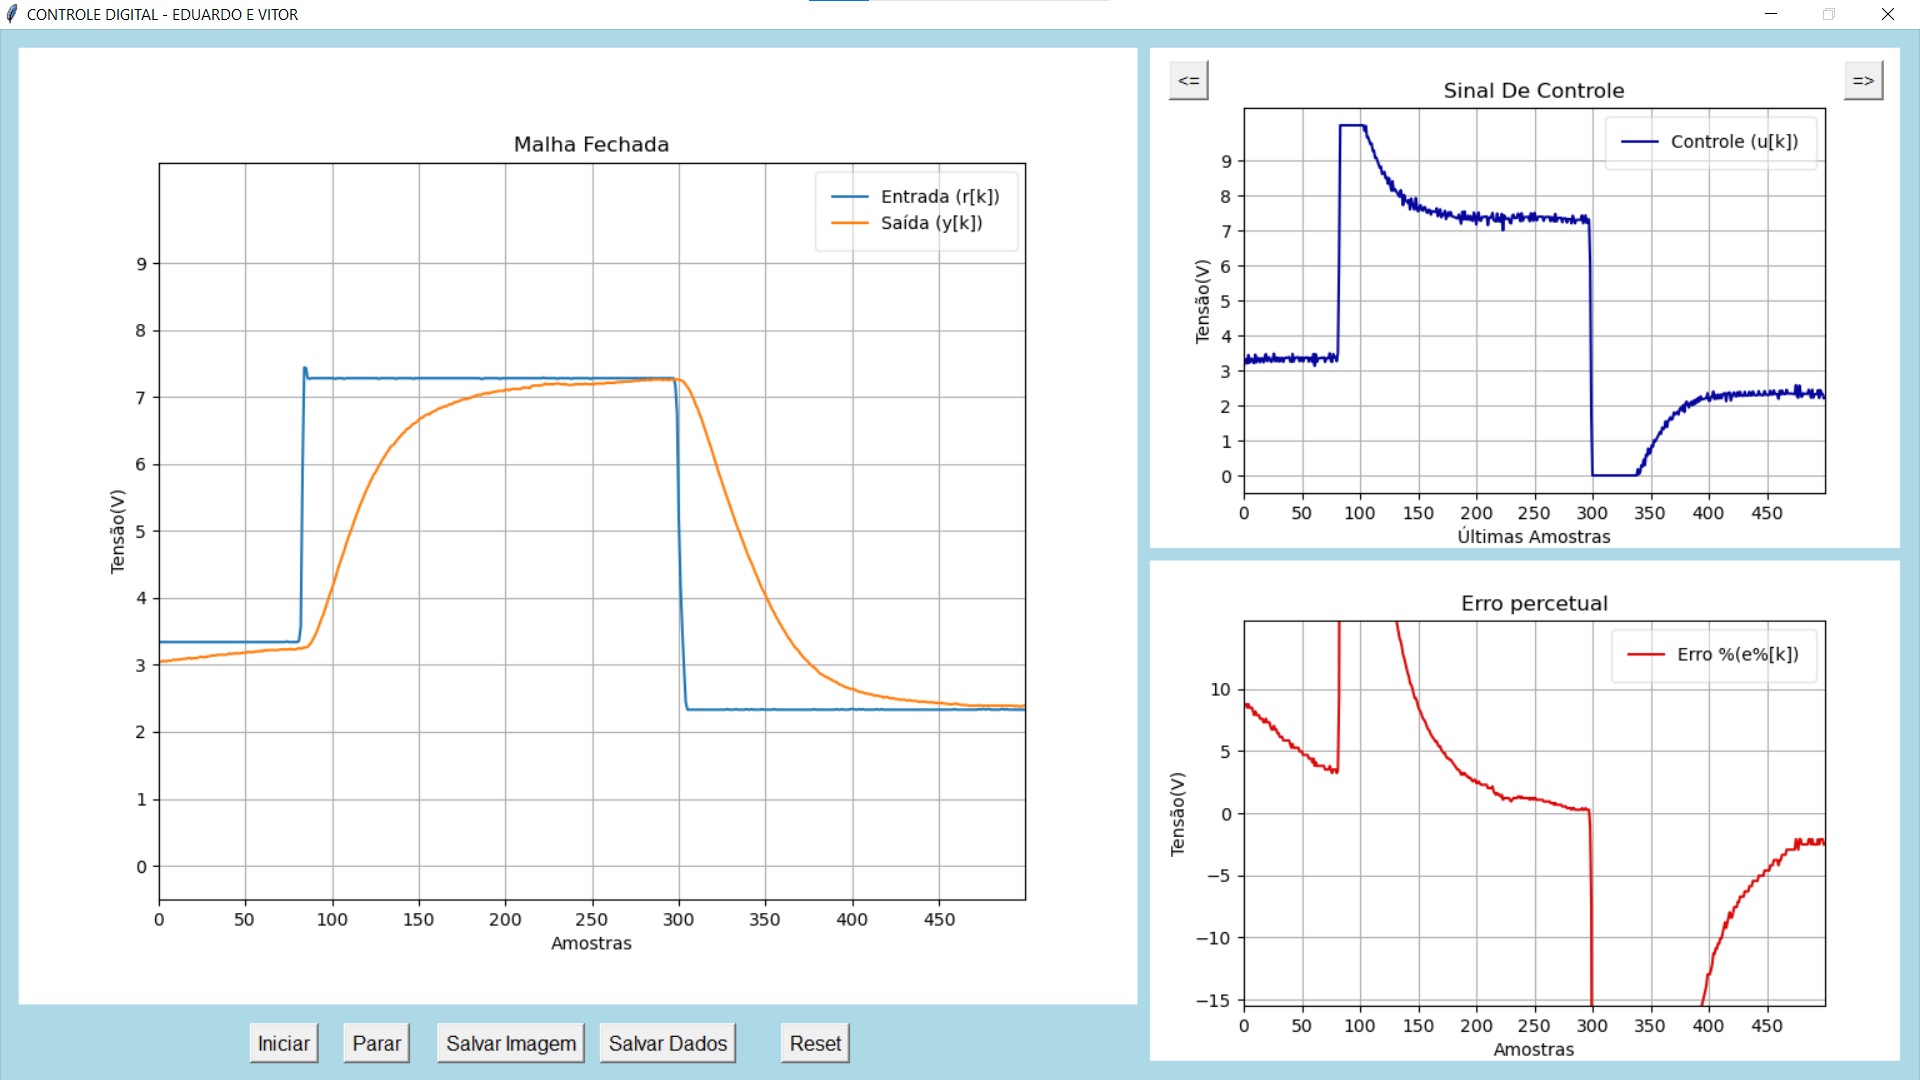 CONTROLE DIGITAL - EDUARDO E VITOR
Malha Fechada
Entrada (r[k])
Saída (y[k])
9
8
7
6
5
4
3
2
1
0
Tensão(V)
0 50 100 150 200 250 300 350 400 450
Amostras
<=
=>
Sinal De Controle
Controle (u[k])
9
8
7
6
5
4
3
2
1
0
Tensão(V)
0 50 100 150 200 250 300 350 400 450
Últimas Amostras
Erro percetual
Erro %(e%[k])
10
5
0
−5
−10
−15
Tensão(V)
0 50 100 150 200 250 300 350 400 450
Amostras
Iniciar Parar Salvar Imagem Salvar Dados Reset